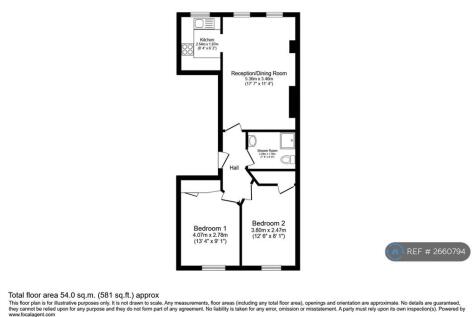 Kitchen
2.54m x 1.87m
(8' 4" x 6' 2")
Reception/Dining Room
5.36m x 3.46m
(17' 7" x 11' 4")
Shower Room
Hall
Bedroom 1
4.07m x 2.78m
(13' 4" x 9' 1")
Bedroom 2
3.80m x 2.47m
(12' 6" x 8' 1")
REF # 2660794
Total floor area 54.0 sq.m. (581 sq.ft.) approx
This floor plan is for illustrative purposes only. It is not drawn to scale. Any measurements, floor areas (including any total floor area), openings and orientation are approximate. No details are guaranteed,
they cannot be relied upon for any purpose and they do not form part of any agreement. No liability is taken for any error, omission or misstatement. A party must rely upon its own inspection(s). Powered by
www.focalagent.com